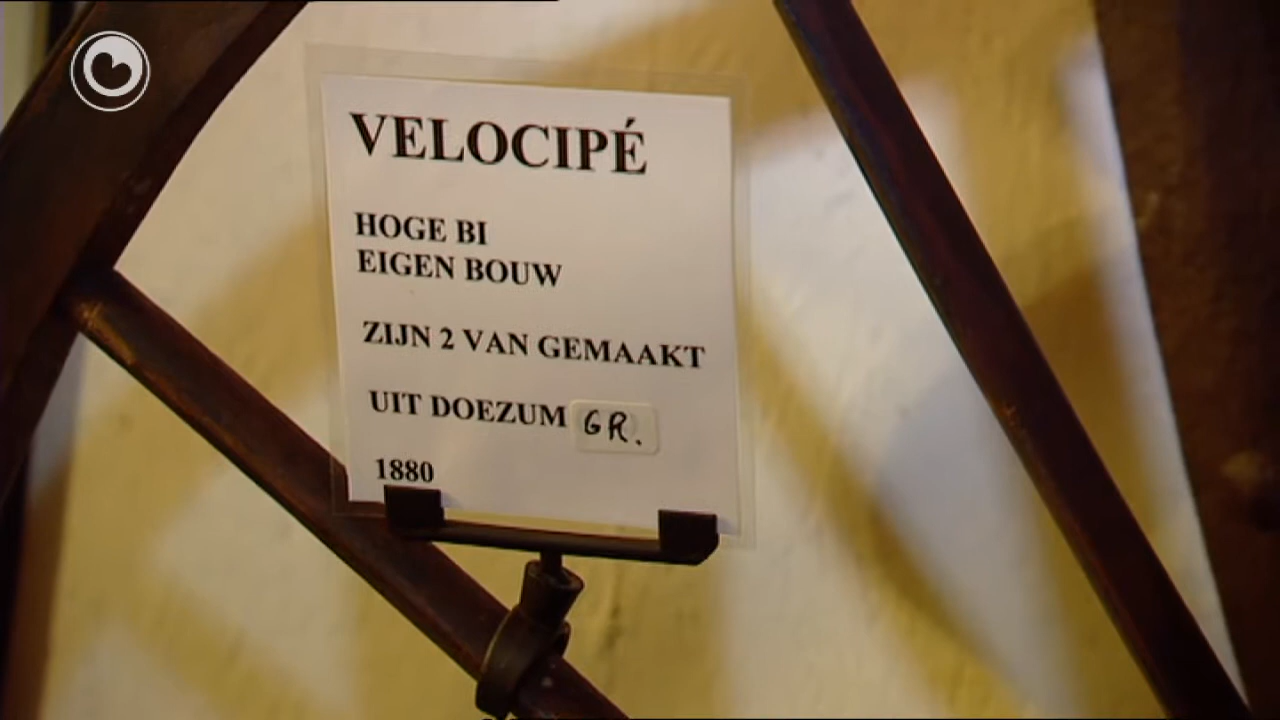 VELOCIPÉ
HOGE BI
EIGEN BOUW
ZIJN 2 VAN GEMAAKT
UIT DOEZUM GR.
1880